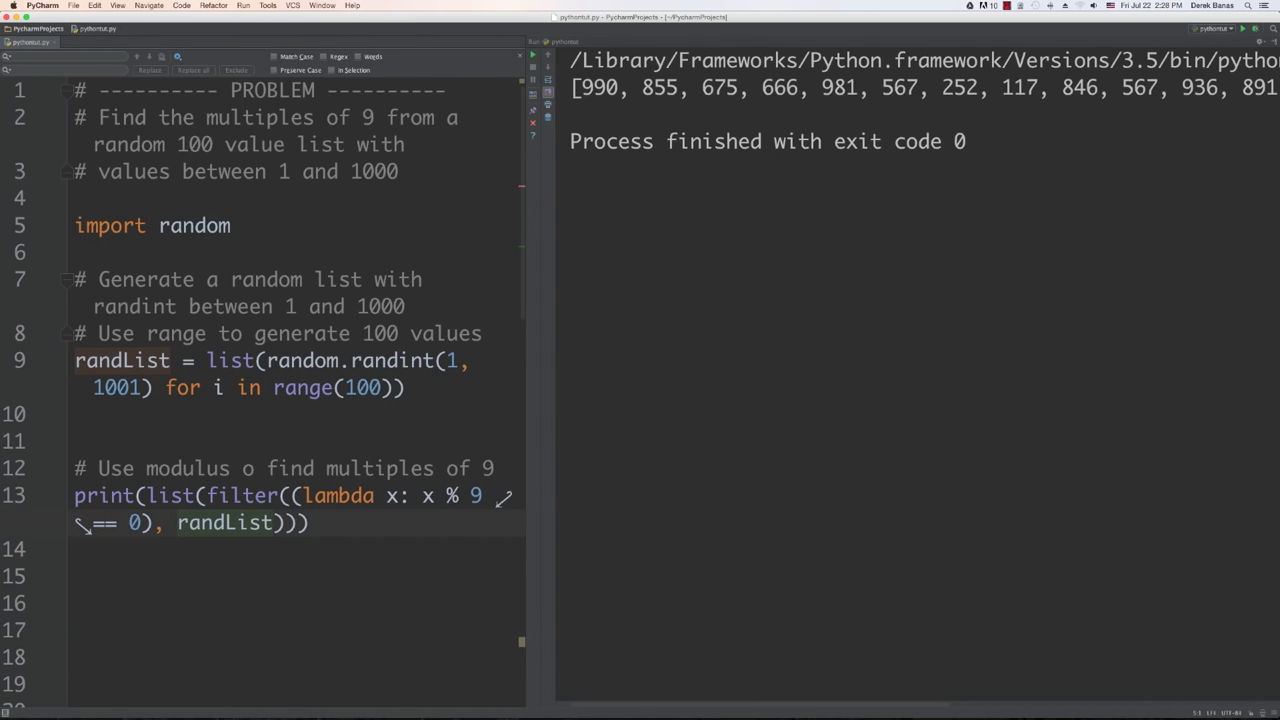 PyCharm File Edit View Navigate Code Refactor Run Tools VCS Window Help
10 Fri Jul 22 2:28 PM Derek Banas
pythontut.py - PycharmProjects - [~/PycharmProjects]
PycharmProjects pythontut.py
pythontut
pythontut.py
Run pythontut
Match Case Regex Words
Replace Replace all Exclude Preserve Case In Selection
1 # ---------- PROBLEM ----------
2 # Find the multiples of 9 from a
random 100 value list with
3 # values between 1 and 1000
4
5 import random
6
7 # Generate a random list with
randint between 1 and 1000
8 # Use range to generate 100 values
9 randList = list(random.randint(1,
1001) for i in range(100))
10
11
12 # Use modulus o find multiples of 9
13 print(list(filter((lambda x: x % 9
== 0), randList)))
14
15
16
17
18
19
/Library/Frameworks/Python.framework/Versions/3.5/bin/pytho
[990, 855, 675, 666, 981, 567, 252, 117, 846, 567, 936, 891
Process finished with exit code 0
5:1 LF UTF-8